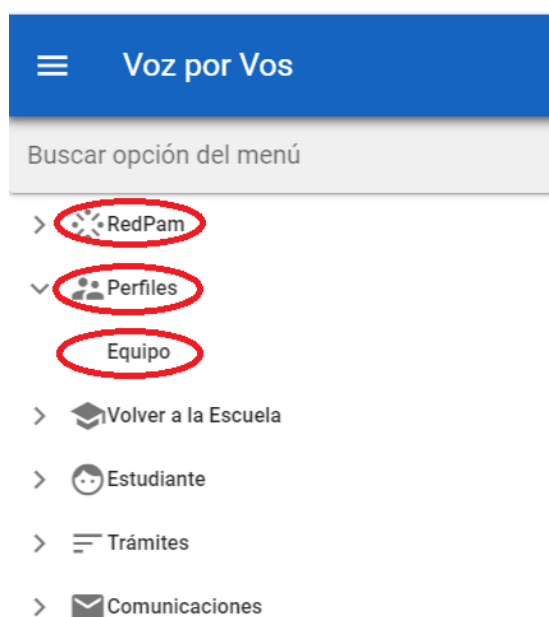 Voz por Vos
Buscar opción del menú
RedPam
Perfiles
Equipo
Volver a la Escuela
Estudiante
Trámites
Comunicaciones